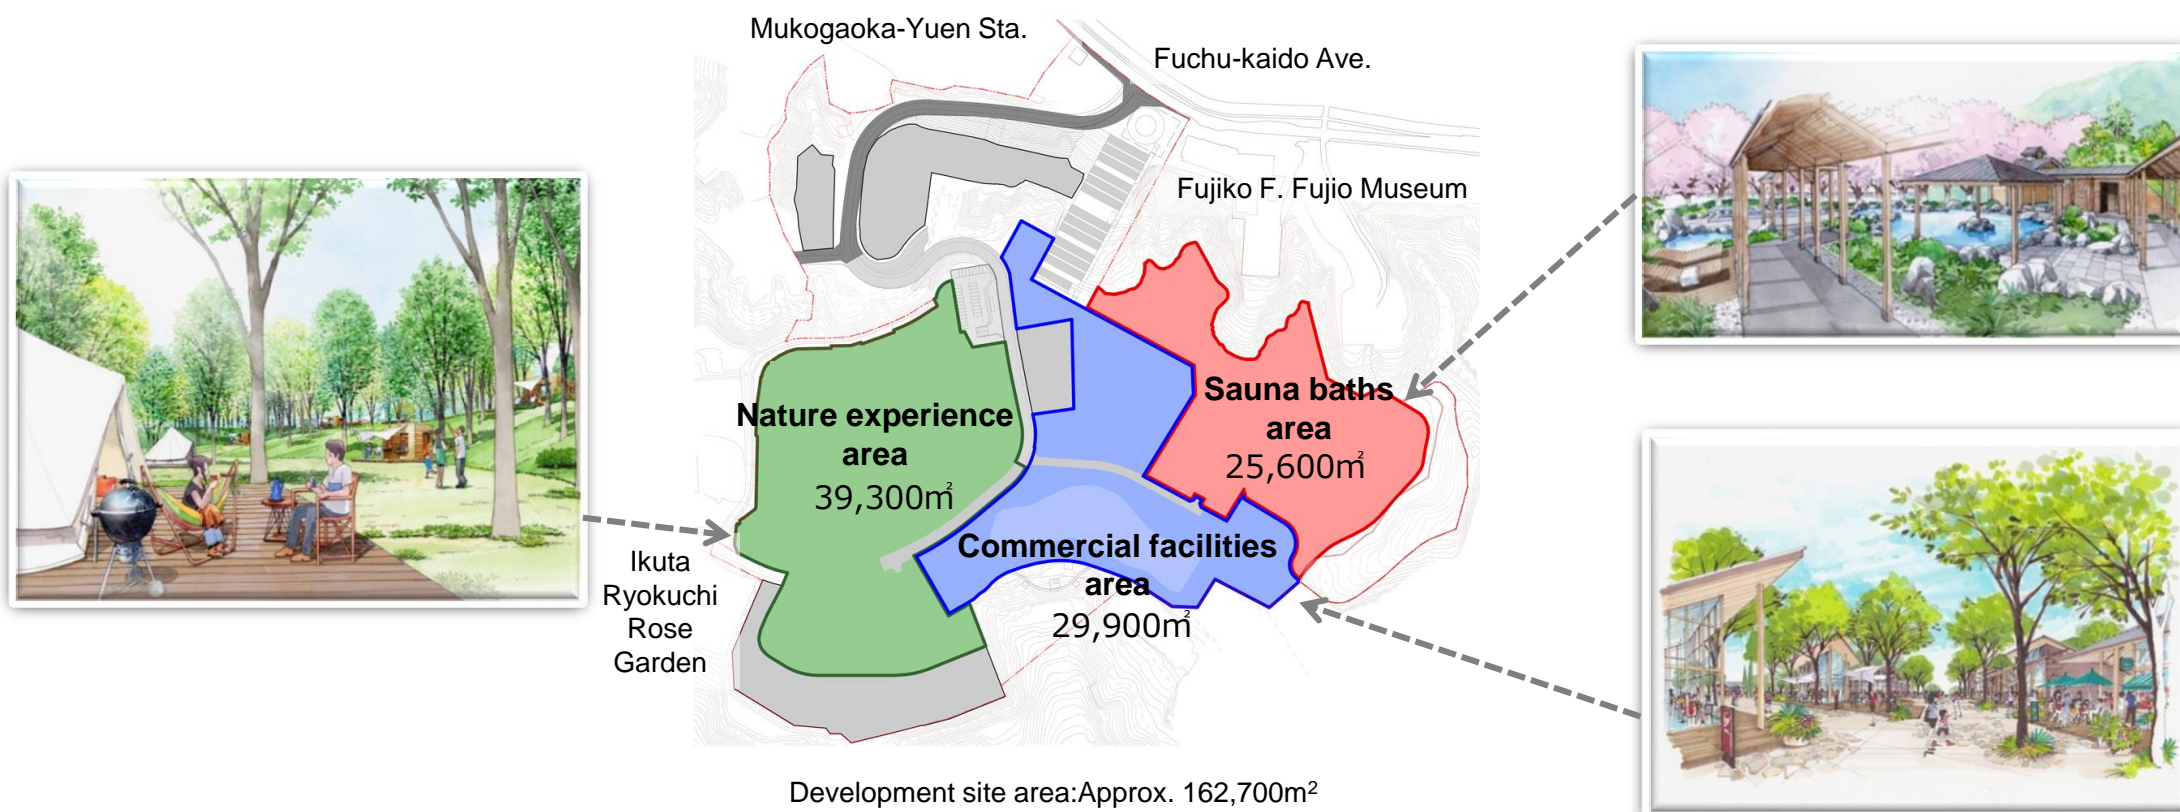 Mukogaoka-Yuen Sta.
Fuchu-kaido Ave.
Fujiko F. Fujio Museum
Nature experience
area
39,300㎡
Sauna baths
area
25,600㎡
Commercial facilities
area
29,900㎡
Ikuta
Ryokuchi
Rose
Garden
Development site area:Approx. 162,700m²